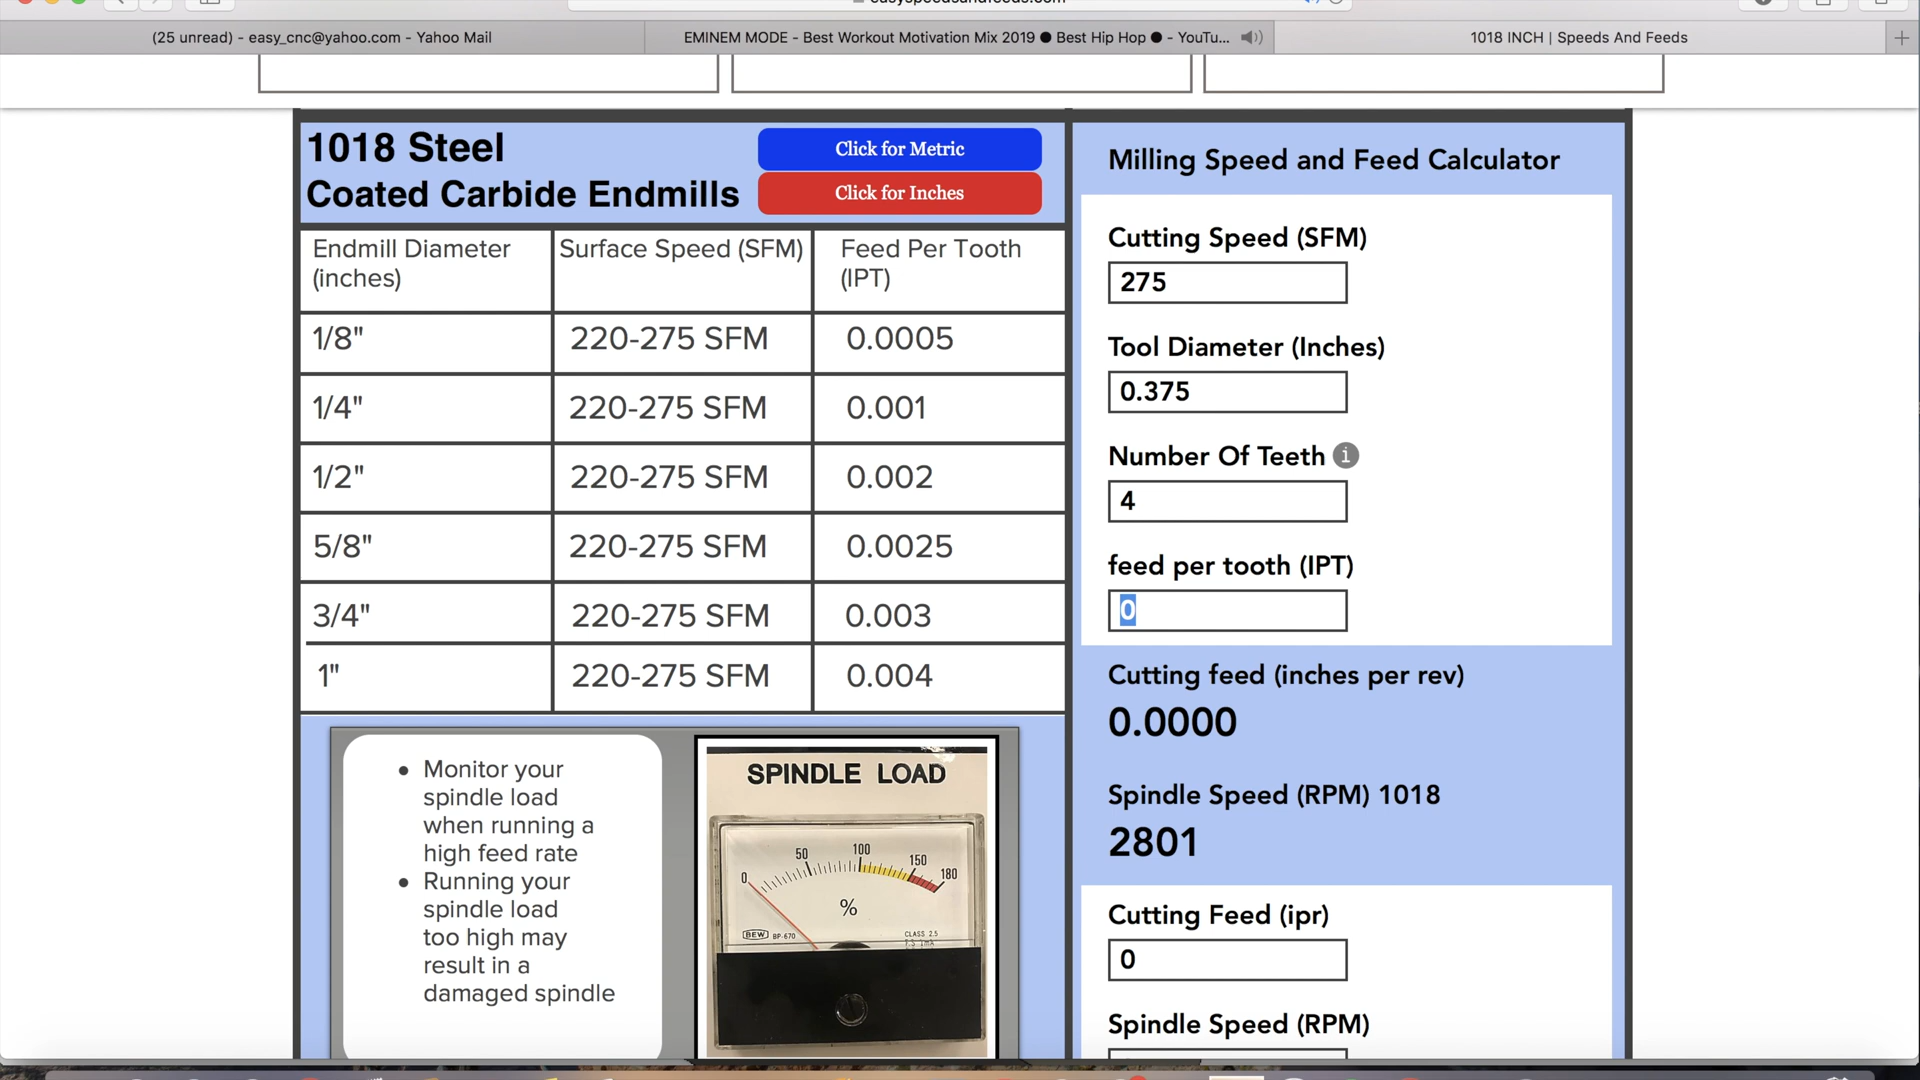 (25 unread) - easy_cnc@yahoo.com - Yahoo Mail
EMINEM MODE - Best Workout Motivation Mix 2019 ● Best Hip Hop ● - YouTu...
1018 INCH | Speeds And Feeds
1018 Steel
Coated Carbide Endmills
Click for Metric
Click for Inches
Endmill Diameter (inches)
Surface Speed (SFM)
Feed Per Tooth (IPT)
1/8" 220-275 SFM 0.0005
1/4" 220-275 SFM 0.001
1/2" 220-275 SFM 0.002
5/8" 220-275 SFM 0.0025
3/4" 220-275 SFM 0.003
1" 220-275 SFM 0.004
Monitor your
spindle load
when running a
high feed rate
Running your
spindle load
too high may
result in a
damaged spindle
SPINDLE LOAD
0 50 100 150 180
%
BEW BP-670
CLASS 2.5
Milling Speed and Feed Calculator
Cutting Speed (SFM)
275
Tool Diameter (Inches)
0.375
Number Of Teeth i
4
feed per tooth (IPT)
0
Cutting feed (inches per rev)
0.0000
Spindle Speed (RPM) 1018
2801
Cutting Feed (ipr)
0
Spindle Speed (RPM)